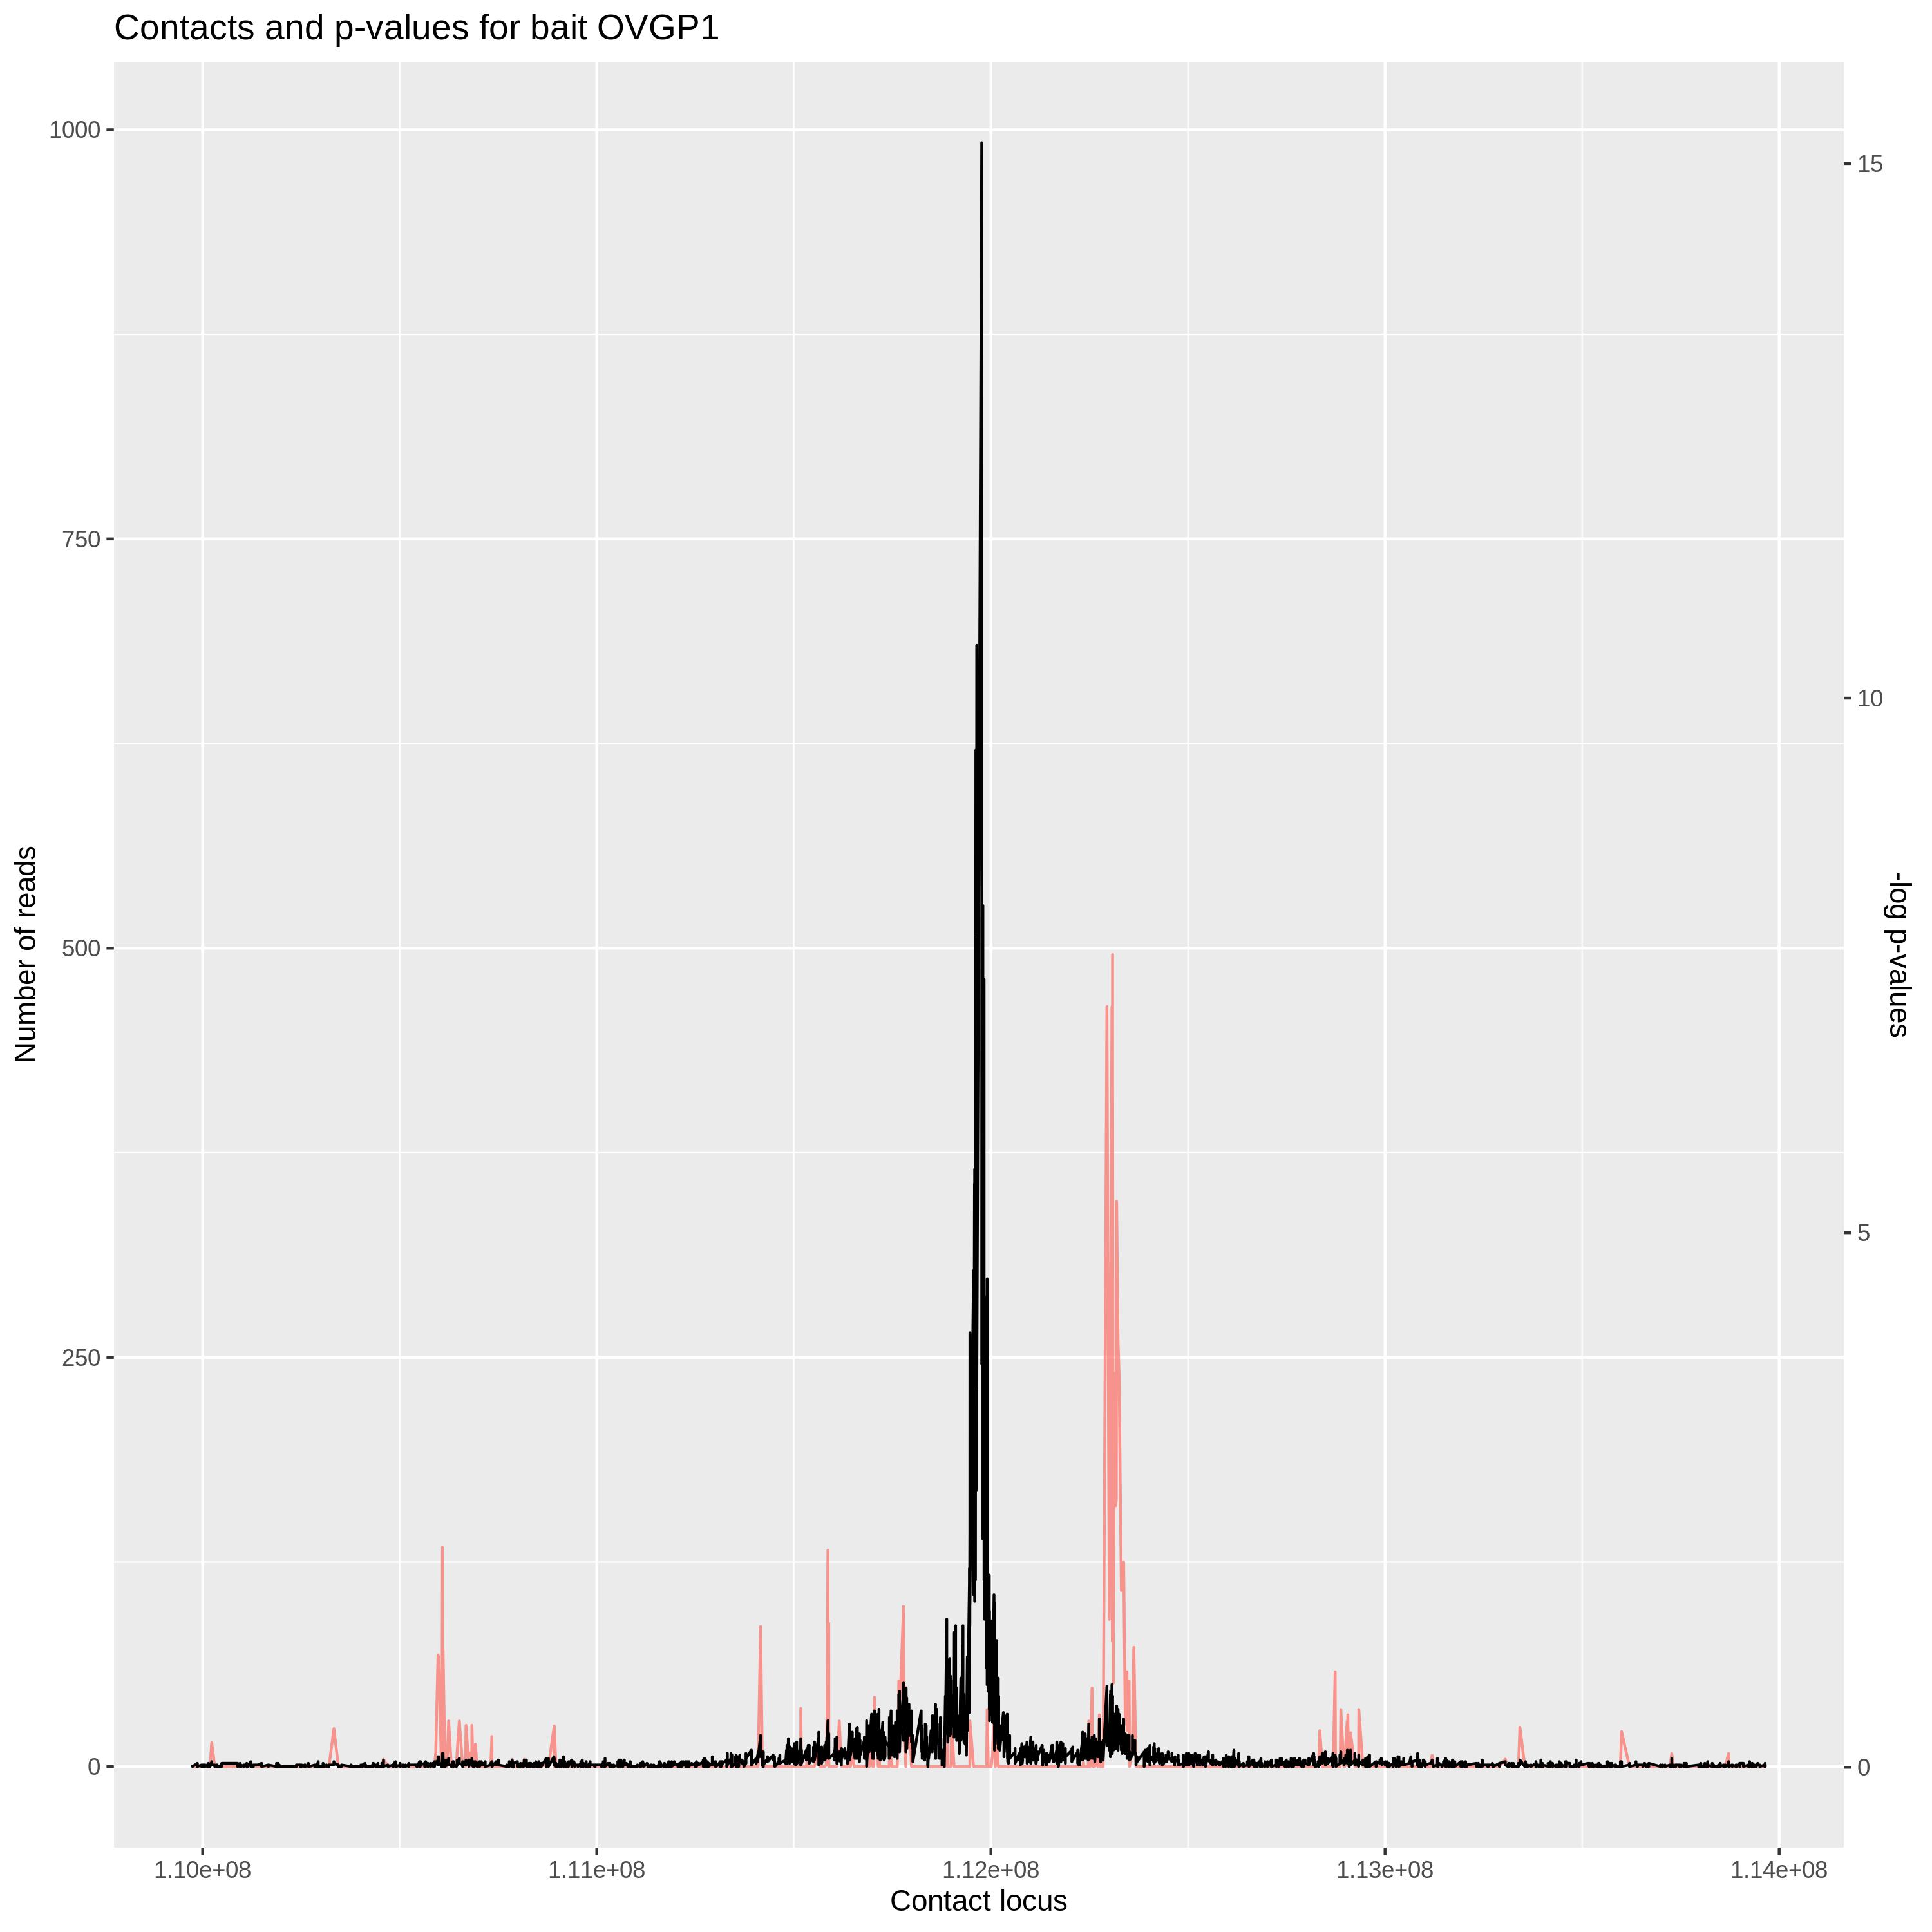 Contacts and p-values for bait OVGP1
1000
750
500
250
0
Number of reads
15
10
5
0
-log p-values
1.10e+08
1.11e+08
1.12e+08
1.13e+08
1.14e+08
Contact locus